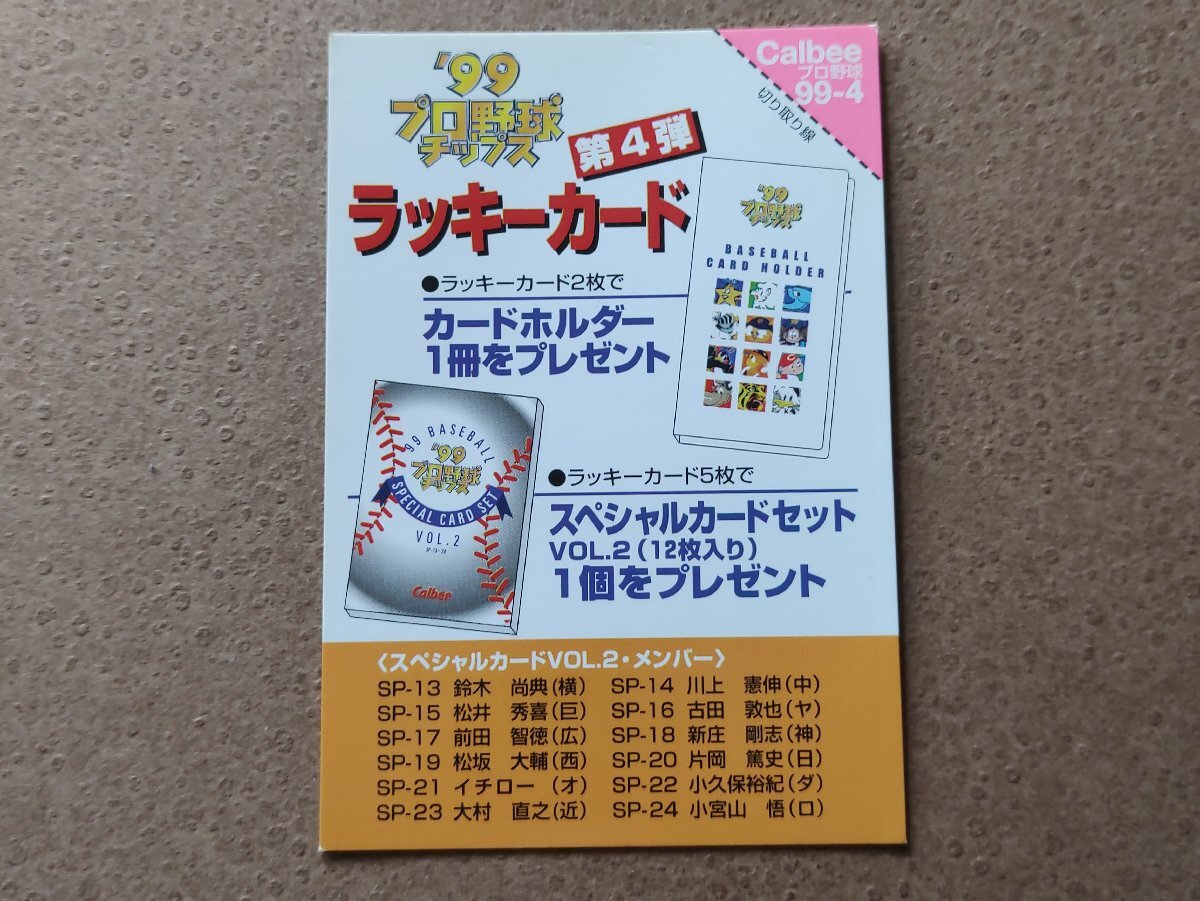 '99
プロ野球
チップス
第4弾
ラッキーカード
Calbee
プロ野球
99-4
切り取り線
●ラッキーカード2枚で
カードホルダー
1冊をプレゼント
'99
プロ野球
チップス
BASEBALL
CARD HOLDER
'99 BASEBALL
'99
プロ野球
チップス
SPECIAL CARD SET
VOL.2
SP-13~24
Calbee
●ラッキーカード5枚で
スペシャルカードセット
VOL.2(12枚入り)
1個をプレゼント
〈スペシャルカードVOL.2・メンバー〉
SP-13 鈴木 尚典(横) SP-14 川上 憲伸(中)
SP-15 松井 秀喜(巨) SP-16 古田 敦也(ヤ)
SP-17 前田 智徳(広) SP-18 新庄 剛志(神)
SP-19 松坂 大輔(西) SP-20 片岡 篤史(日)
SP-21 イチロー (オ) SP-22 小久保裕紀(ダ)
SP-23 大村 直之(近) SP-24 小宮山 悟(ロ)